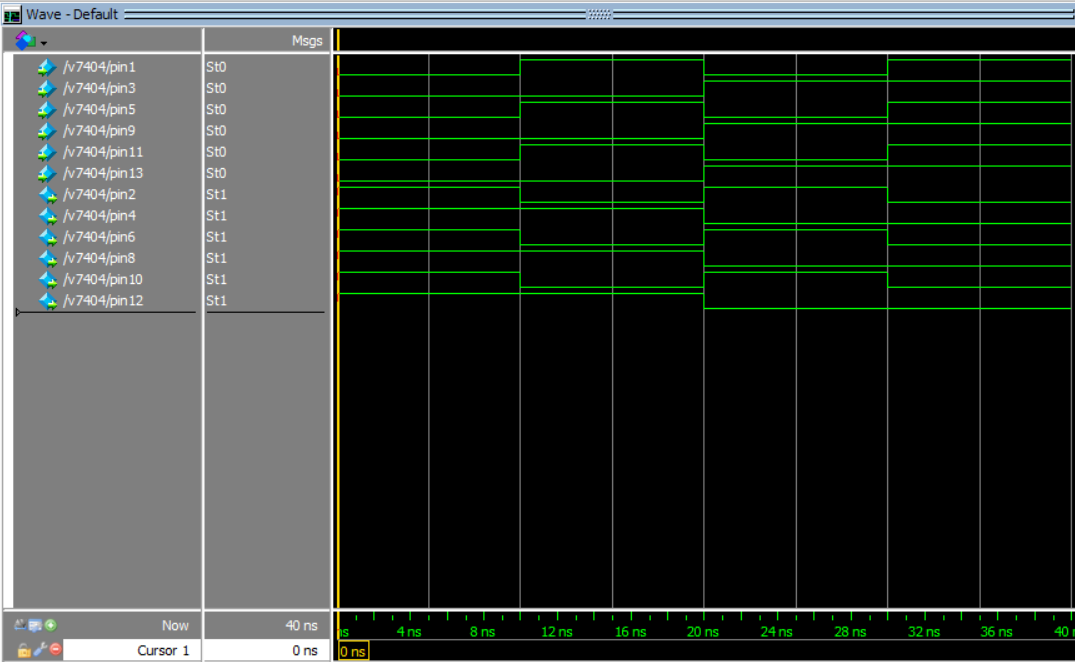 Wave - Default
Msgs
/v7404/pin1 St0
/v7404/pin3 St0
/v7404/pin5 St0
/v7404/pin9 St0
/v7404/pin11 St0
/v7404/pin13 St0
/v7404/pin2 St1
/v7404/pin4 St1
/v7404/pin6 St1
/v7404/pin8 St1
/v7404/pin10 St1
/v7404/pin12 St1
Now 40 ns ns 4 ns 8 ns 12 ns 16 ns 20 ns 24 ns 28 ns 32 ns 36 ns 40
Cursor 1 0 ns 0 ns